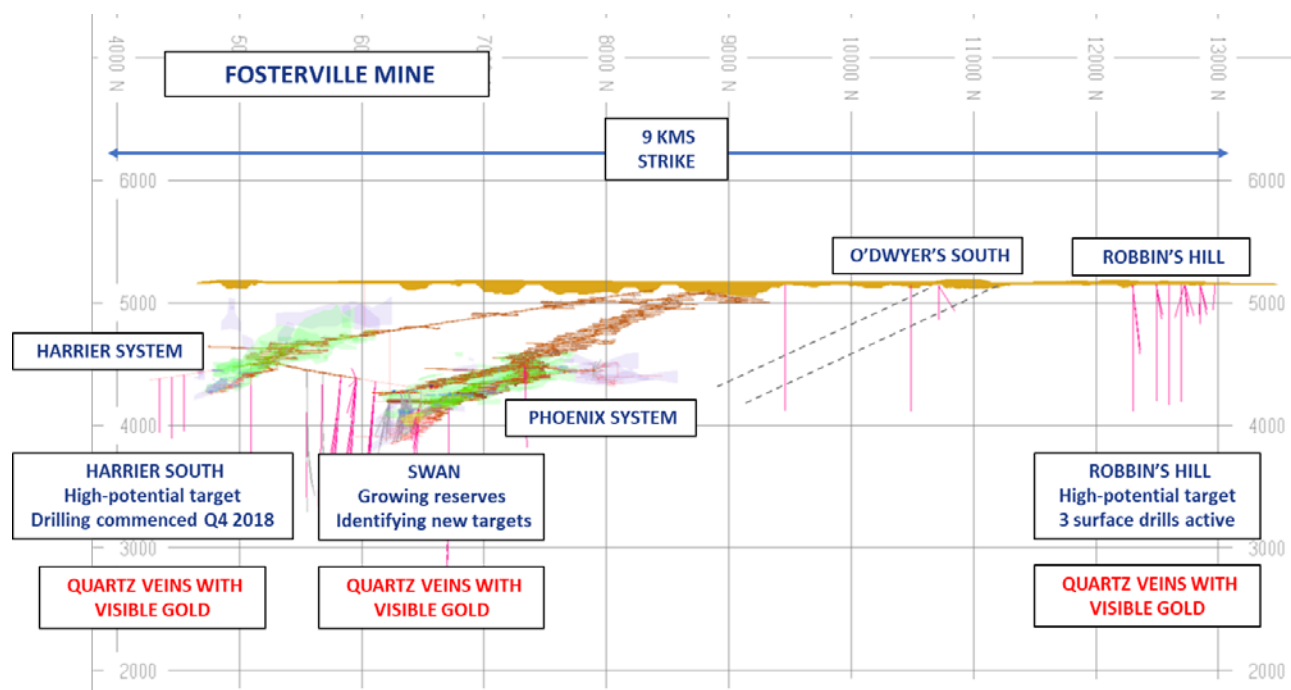 4000 N
8000 N
9000 N
10000 N
11000 N
12000 N
13000 N
FOSTERVILLE MINE
9 KMS
STRIKE
6000
6000
O'DWYER'S SOUTH
ROBBIN'S HILL
5000
5000
HARRIER SYSTEM
PHOENIX SYSTEM
4000
4000
HARRIER SOUTH
High-potential target
Drilling commenced Q4 2018
SWAN
Growing reserves
Identifying new targets
ROBBIN'S HILL
High-potential target
3 surface drills active
3000
3000
QUARTZ VEINS WITH
VISIBLE GOLD
QUARTZ VEINS WITH
VISIBLE GOLD
QUARTZ VEINS WITH
VISIBLE GOLD
2000
2000